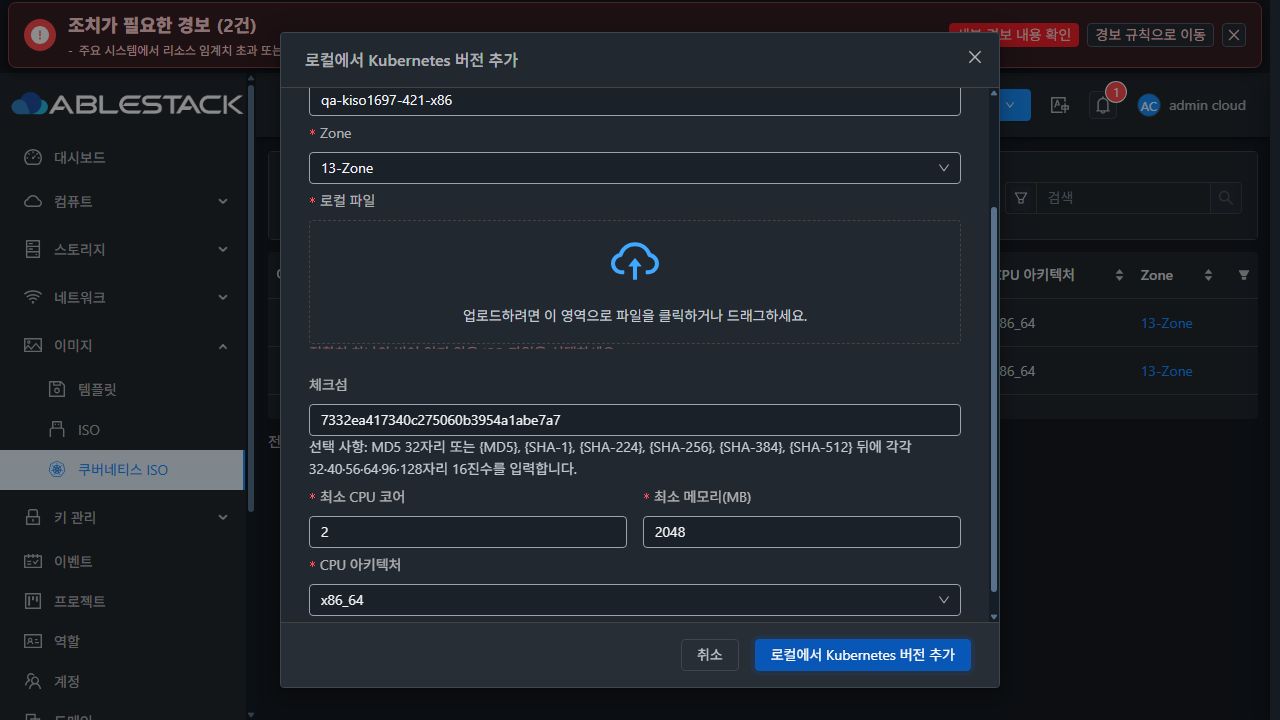 조치가 필요한 경보 (2건)
- 주요 시스템에서 리소스 임계치 초과 또는
경보 내용 확인
경보 규칙으로 이동
ABLESTACK
1
AC
admin cloud
대시보드
컴퓨트
스토리지
네트워크
이미지
템플릿
ISO
쿠버네티스 ISO
키 관리
이벤트
프로젝트
역할
계정
로컬에서 Kubernetes 버전 추가
qa-kiso1697-421-x86
* Zone
13-Zone
* 로컬 파일
업로드하려면 이 영역으로 파일을 클릭하거나 드래그하세요.
체크섬
7332ea417340c275060b3954a1abe7a7
선택 사항: MD5 32자리 또는 {MD5}, {SHA-1}, {SHA-224}, {SHA-256}, {SHA-384}, {SHA-512} 뒤에 각각
32·40·56·64·96·128자리 16진수를 입력합니다.
* 최소 CPU 코어
* 최소 메모리(MB)
2
2048
* CPU 아키텍처
x86_64
취소
로컬에서 Kubernetes 버전 추가
검색
PU 아키텍처
Zone
86_64
13-Zone
86_64
13-Zone
전